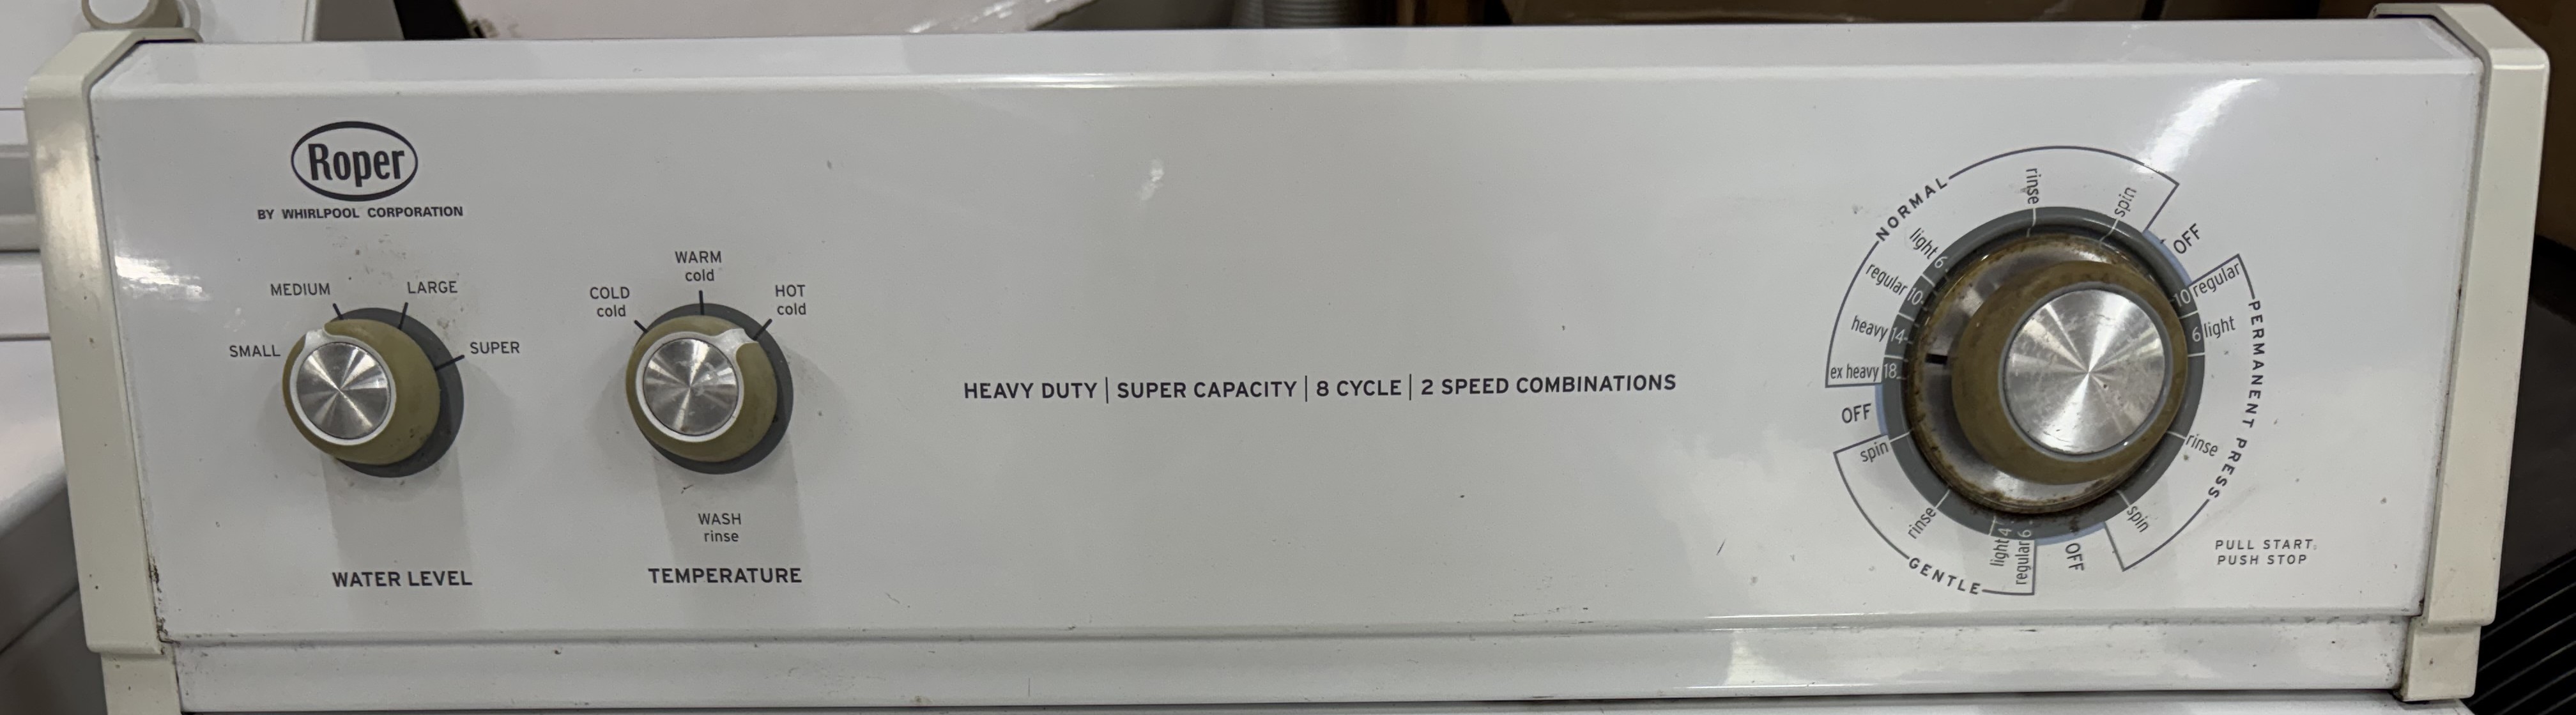 Roper
BY WHIRLPOOL CORPORATION
MEDIUM
LARGE
SMALL
SUPER
WATER LEVEL
WARM
cold
COLD
cold
HOT
cold
WASH
rinse
TEMPERATURE
HEAVY DUTY | SUPER CAPACITY | 8 CYCLE | 2 SPEED COMBINATIONS
NORMAL
ex heavy 18
heavy 14
regular 10
light 6
rinse
spin
OFF
PERMANENT PRESS
10 regular
6 light
rinse
spin
OFF
GENTLE
regular 6
light 4
rinse
spin
OFF
PULL START:
PUSH STOP